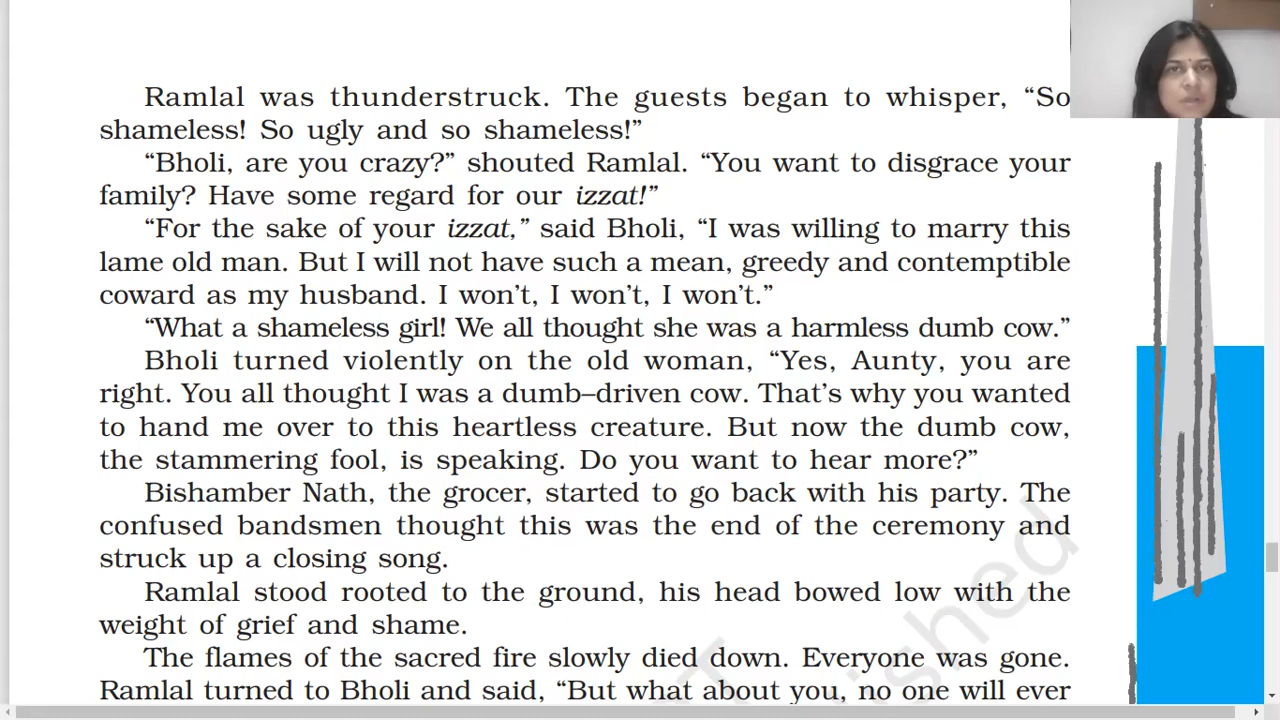 Ramlal was thunderstruck. The guests began to whisper, “So
shameless! So ugly and so shameless!”
“Bholi, are you crazy?” shouted Ramlal. “You want to disgrace your
family? Have some regard for our izzat!”
“For the sake of your izzat,” said Bholi, “I was willing to marry this
lame old man. But I will not have such a mean, greedy and contemptible
coward as my husband. I won’t, I won’t, I won’t.”
“What a shameless girl! We all thought she was a harmless dumb cow.”
Bholi turned violently on the old woman, “Yes, Aunty, you are
right. You all thought I was a dumb–driven cow. That’s why you wanted
to hand me over to this heartless creature. But now the dumb cow,
the stammering fool, is speaking. Do you want to hear more?”
Bishamber Nath, the grocer, started to go back with his party. The
confused bandsmen thought this was the end of the ceremony and
struck up a closing song.
Ramlal stood rooted to the ground, his head bowed low with the
weight of grief and shame.
The flames of the sacred fire slowly died down. Everyone was gone.
Ramlal turned to Bholi and said, “But what about you, no one will ever